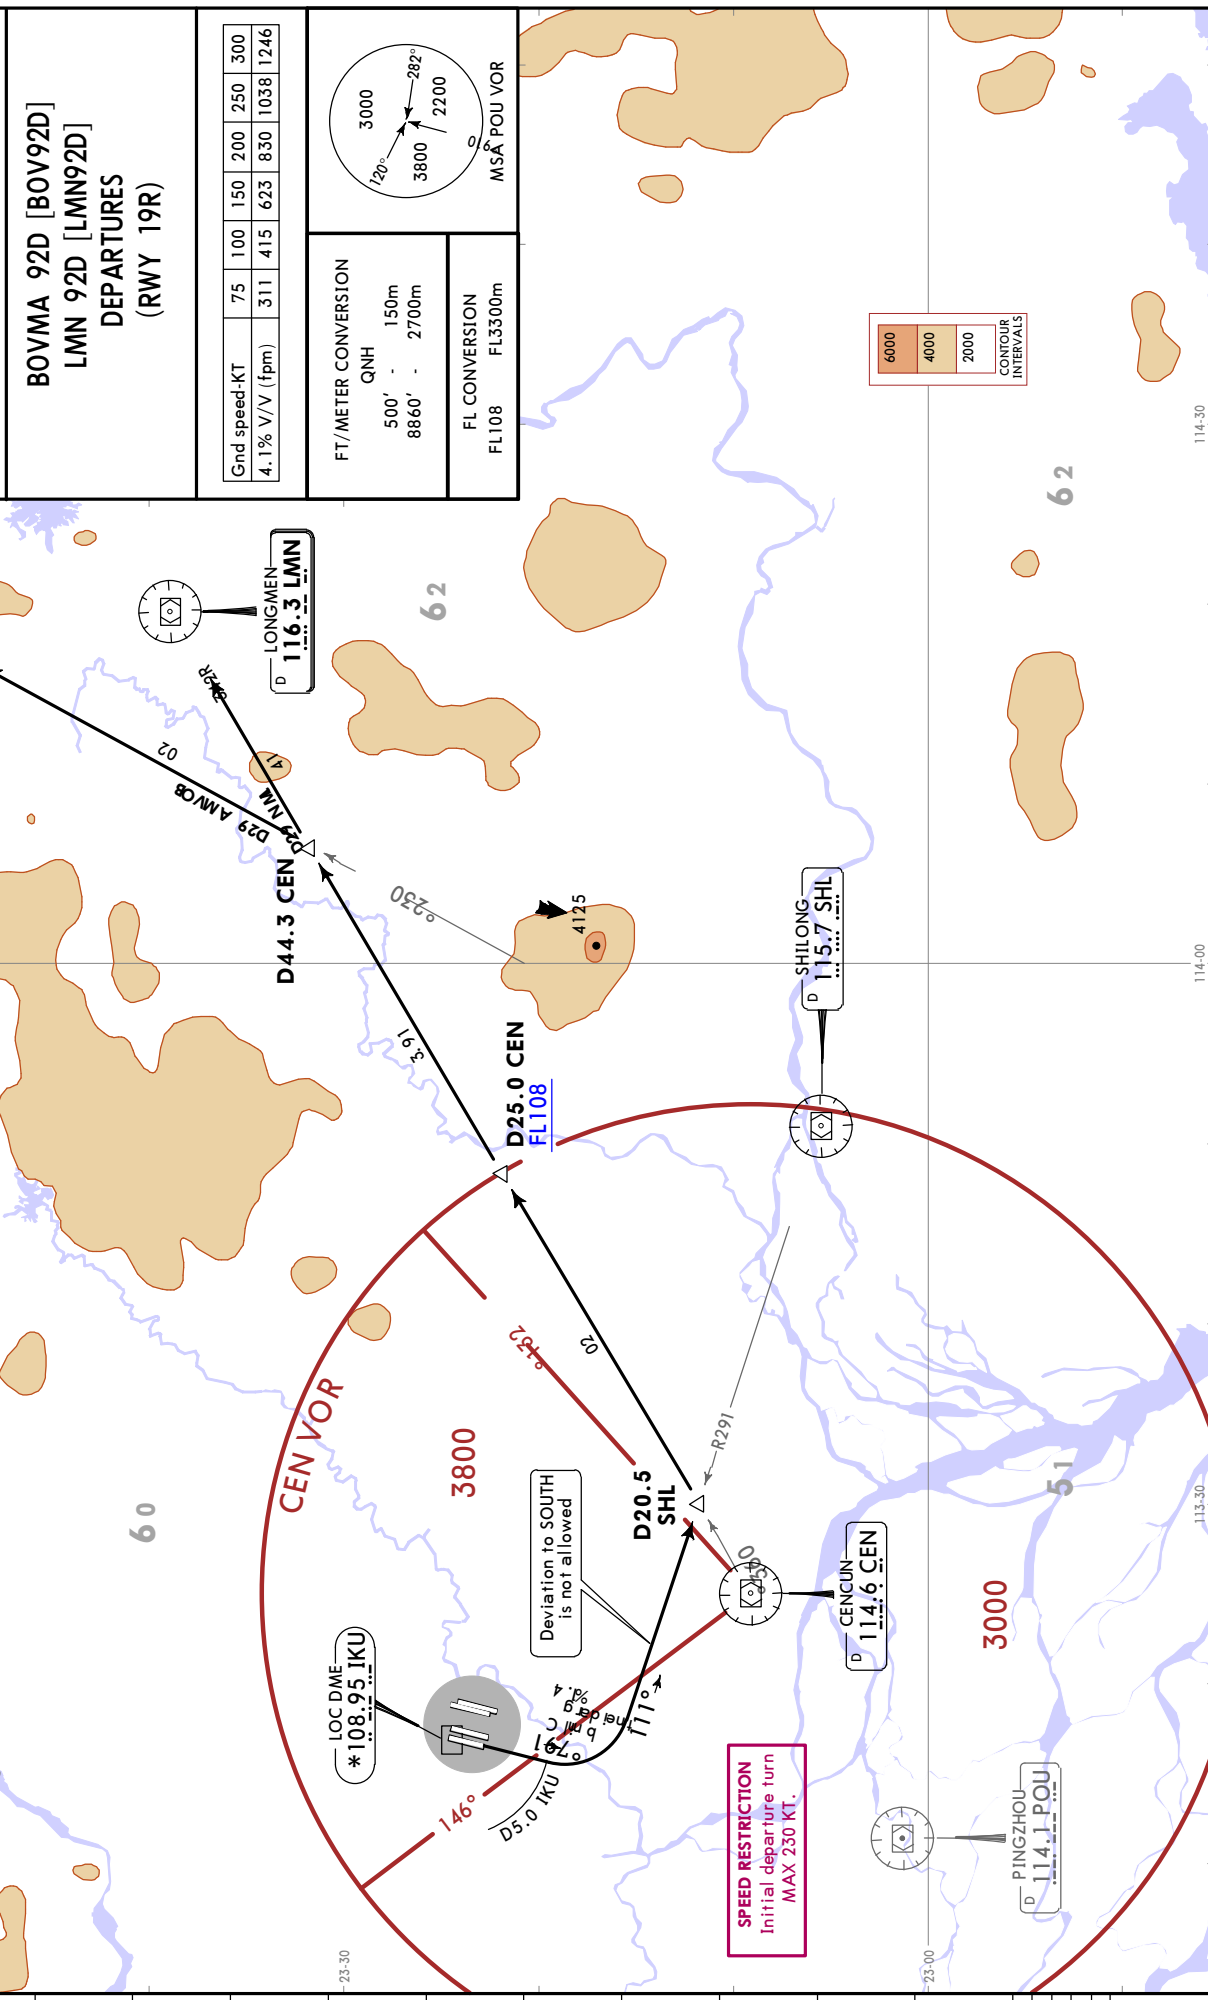 BOVMA 92D [BOV92D]
LMN 92D [LMN92D]
DEPARTURES
(RWY 19R)
Gnd speed-KT 75 100 150 200 250 300
4.1% V/V (fpm) 311 415 623 830 1038 1246
FT/METER CONVERSION
QNH
500' - 150m
8860' - 2700m
FL CONVERSION
FL108 FL3300m
3000
2200
3800
120°
282°
010°
MSA POU VOR
6000
4000
2000
CONTOUR
INTERVALS
62
62
60
51
LONGMEN
D 116.3 LMN
02
D29
D29
41
D44.3 CEN
4125
D25.0 CEN
FL108
SHILONG
D 115.7 SHL
02
R291
CEN VOR
3800
3000
D20.5
SHL
Deviation to SOUTH
is not allowed
LOC DME
*108.95 IKU
146°
111°
D5.0 IKU
CENCUN
D 114.6 CEN
PINGZHOU
D 114.1 POU
SPEED RESTRICTION
Initial departure turn
MAX 230 KT.
23-30
23-00
113-30
114-00
114-30